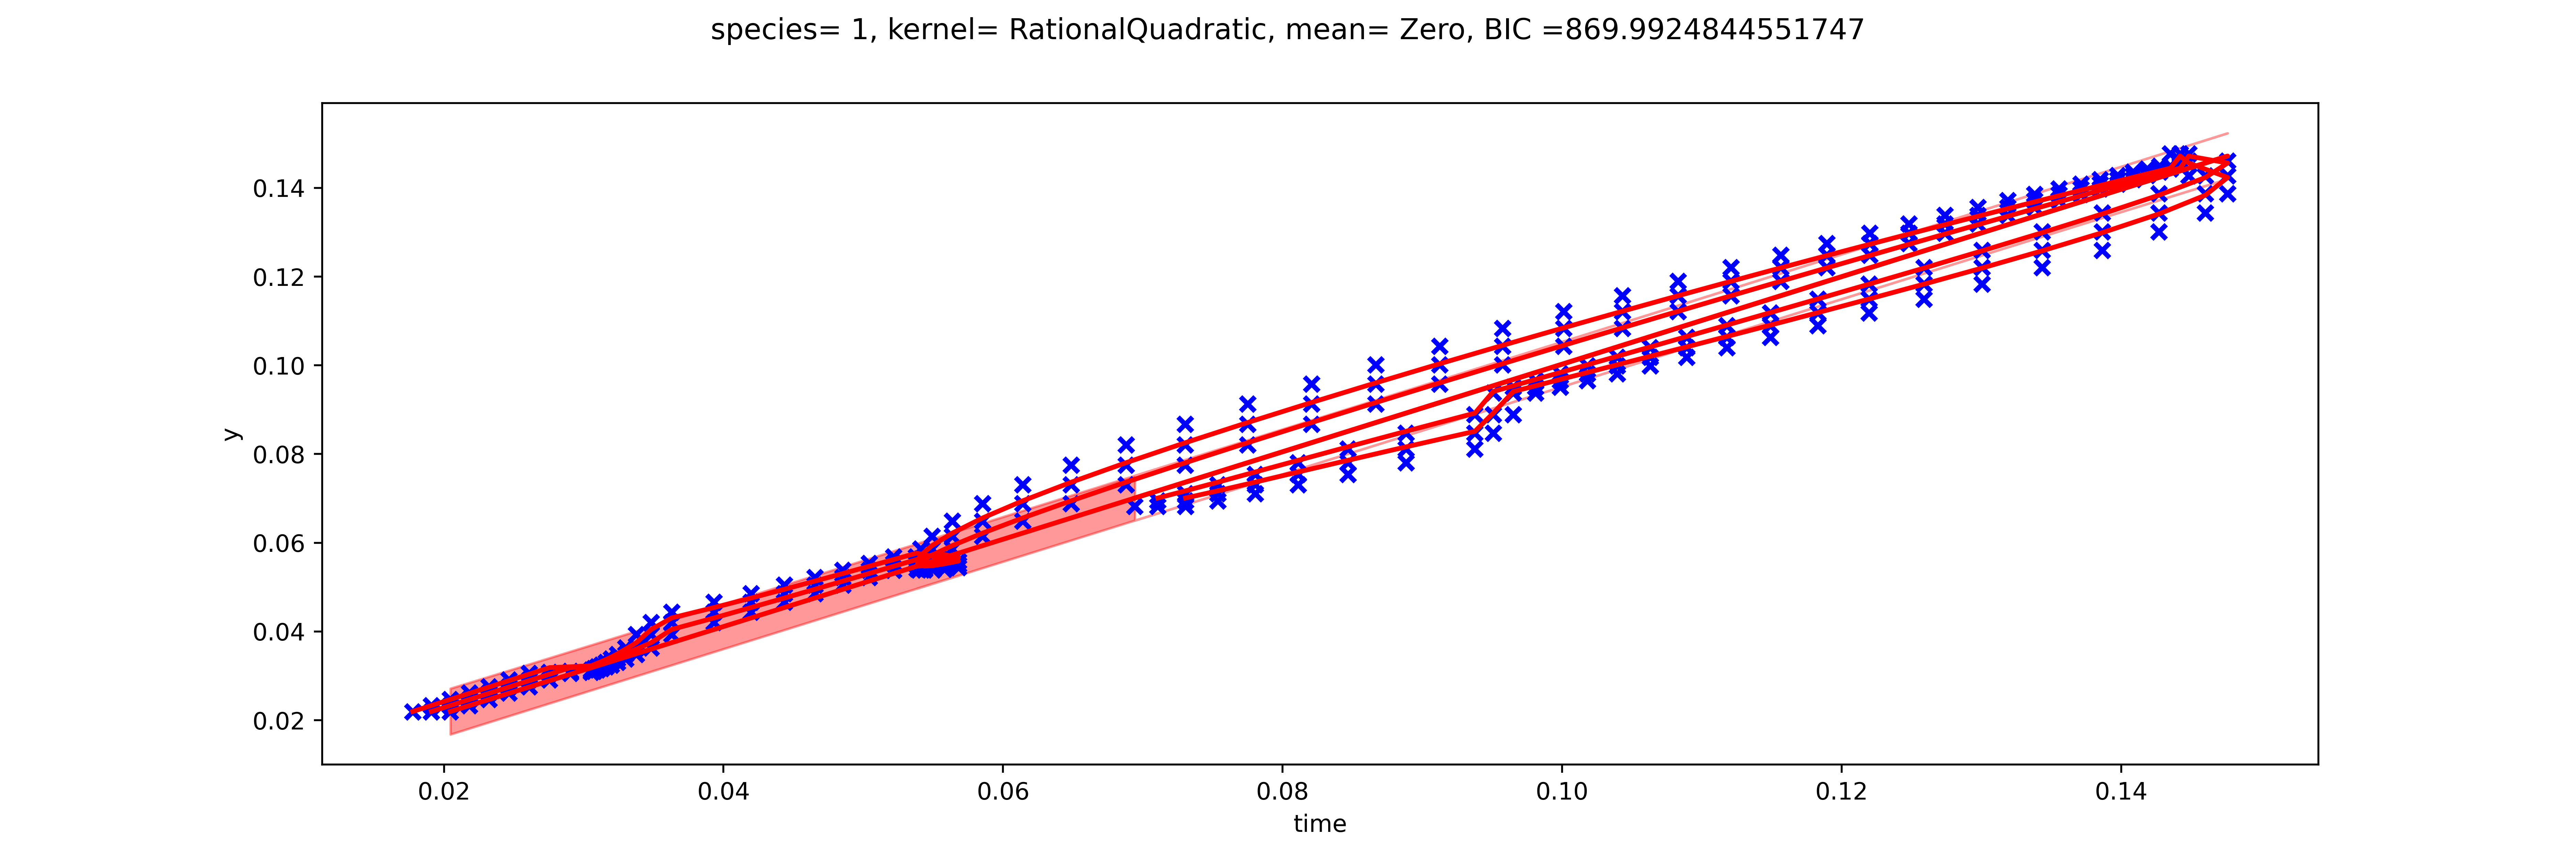 species= 1, kernel= RationalQuadratic, mean= Zero, BIC =869.9924844551747
0.14
0.12
0.10
0.08
0.06
0.04
0.02
y
0.02 0.04 0.06 0.08 0.10 0.12 0.14
time